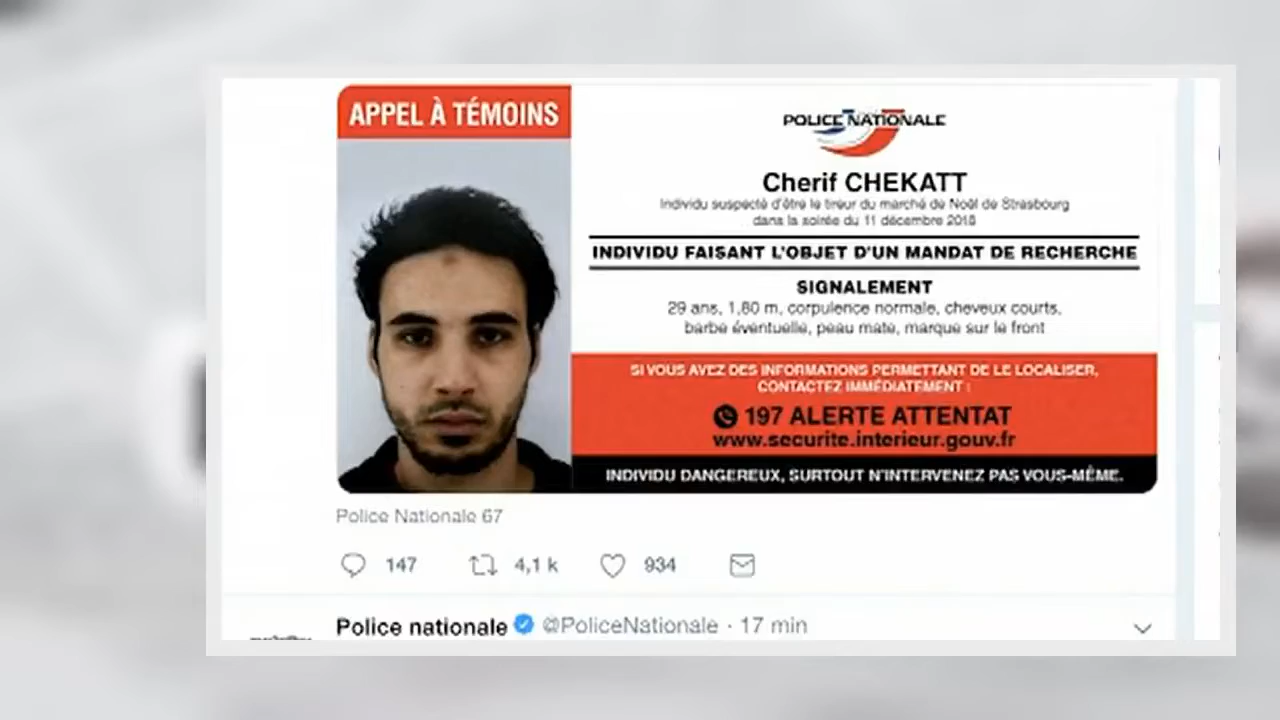 APPEL À TÉMOINS
POLICE NATIONALE
Cherif CHEKATT
Individu suspecté d'être le tireur du marché de Noël de Strasbourg
dans la soirée du 11 décembre 2018
INDIVIDU FAISANT L'OBJET D'UN MANDAT DE RECHERCHE
SIGNALEMENT
29 ans, 1,80 m, corpulence normale, cheveux courts,
barbe éventuelle, peau mate, marque sur le front
SI VOUS AVEZ DES INFORMATIONS PERMETTANT DE LE LOCALISER,
CONTACTEZ IMMÉDIATEMENT :
197 ALERTE ATTENTAT
www.securite.interieur.gouv.fr
INDIVIDU DANGEREUX, SURTOUT N'INTERVENEZ PAS VOUS-MÊME.
Police Nationale 67
147 4,1 k 934
Police nationale @PoliceNationale · 17 min